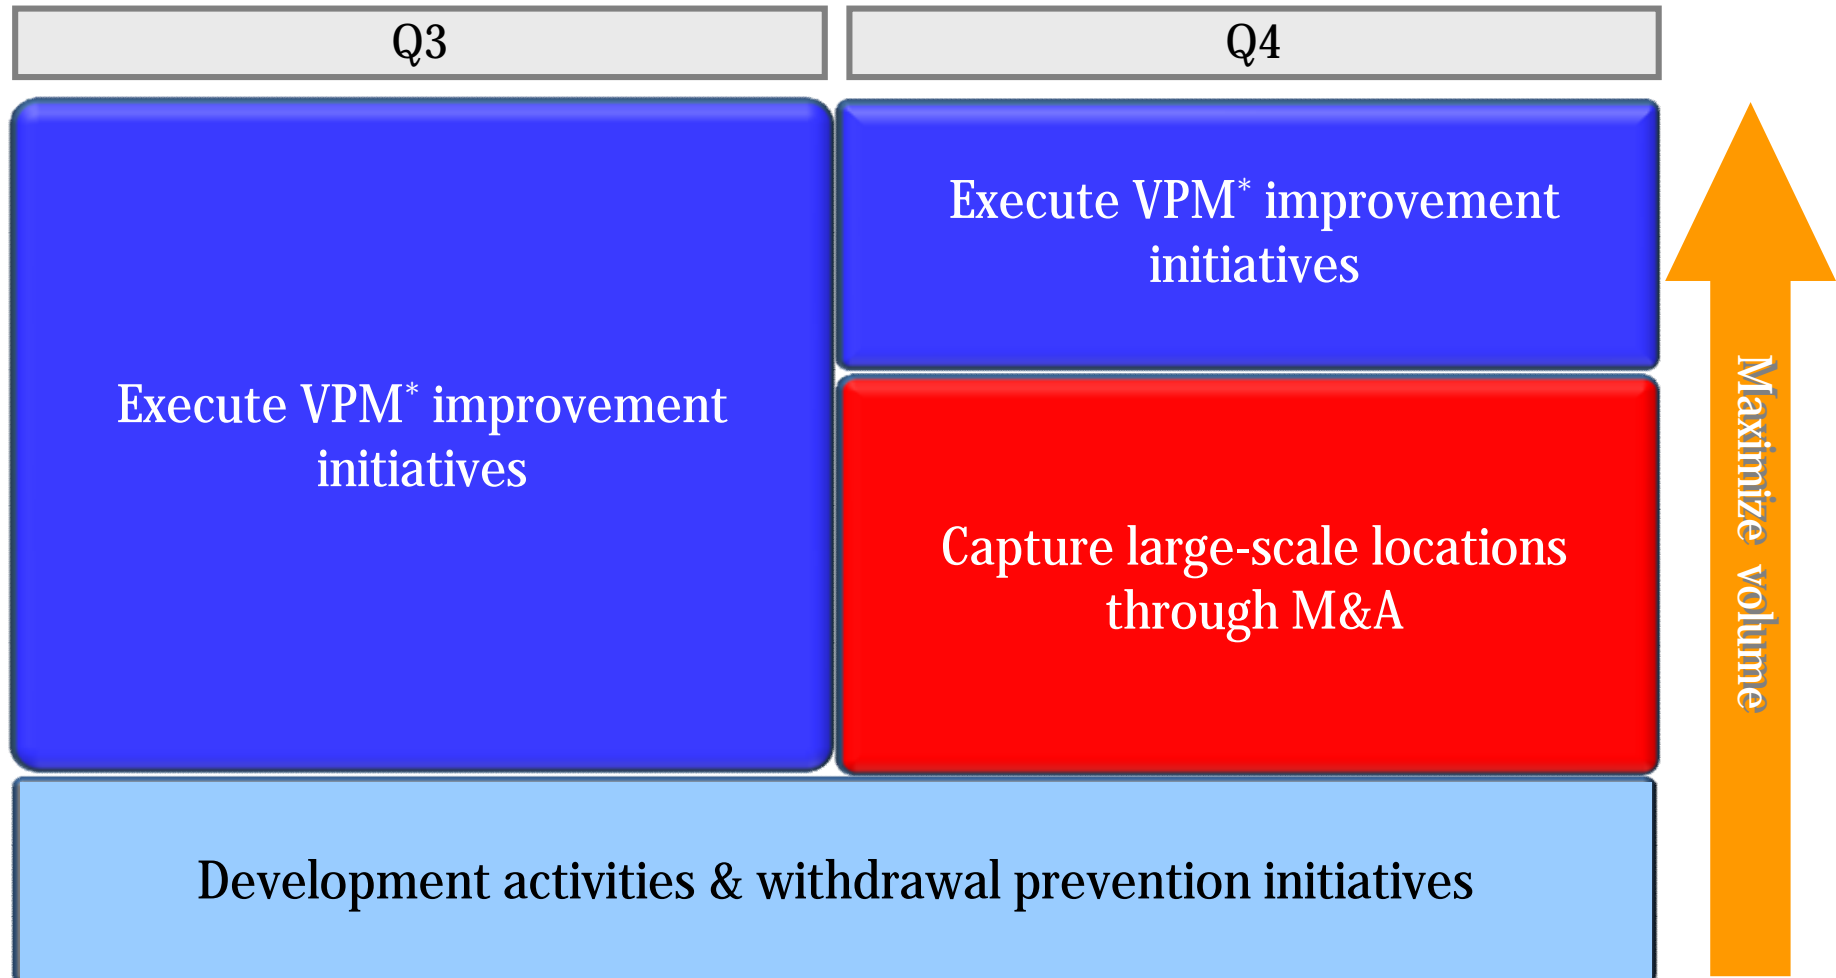 Q3
Q4
Execute VPM* improvement
initiatives
Execute VPM* improvement
initiatives
Capture large-scale locations
through M&A
Development activities & withdrawal prevention initiatives
Maximize volume